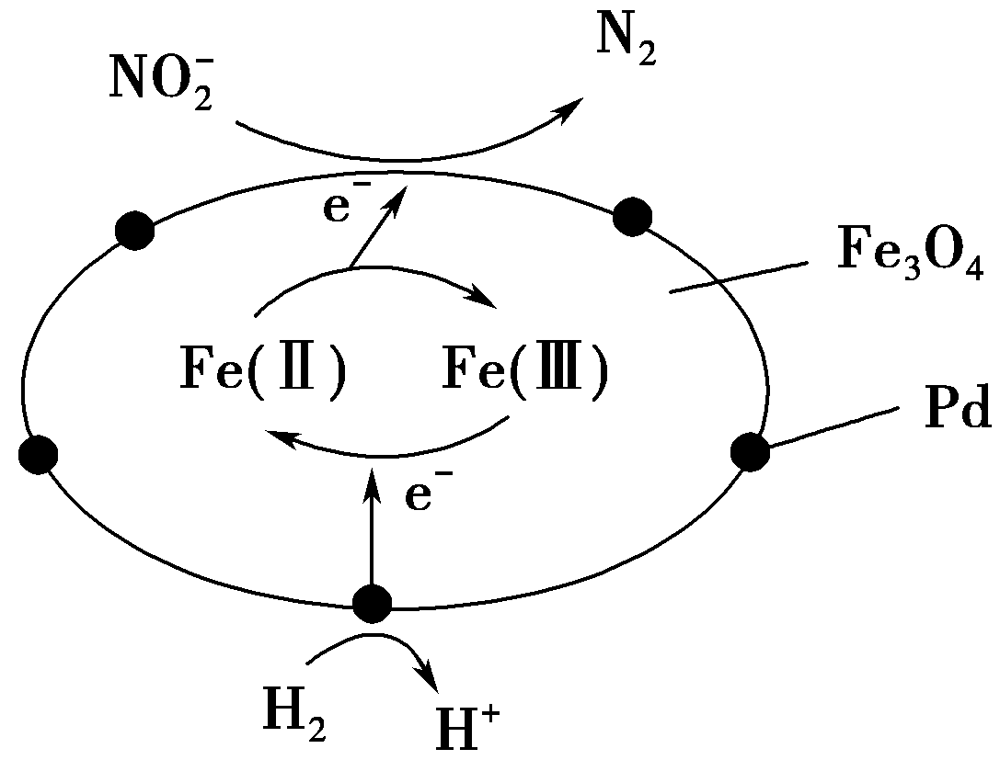 N₂
NO₂⁻
e⁻
Fe₃O₄
Fe(Ⅱ) Fe(Ⅲ)
Pd
e⁻
H₂
H⁺